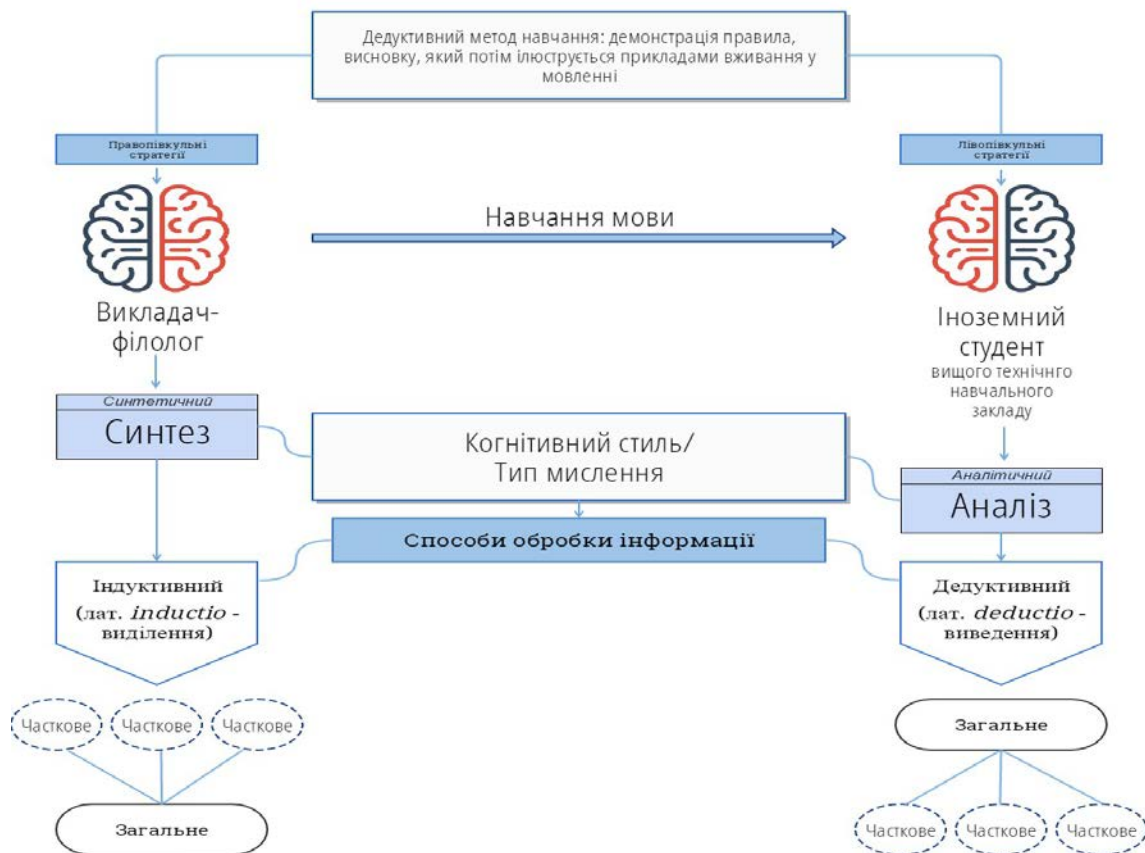 Дедуктивний метод навчання: демонстрація правила,
висновку, який потім ілюструється прикладами вживання у
мовленні
Правопівкульні
стратегії
Лівопівкульні
стратегії
Навчання мови
Викладач-
філолог
Іноземний
студент
вищого технічнго
навчального
закладу
Синтетичний
Синтез
Когнітивний стиль/
Тип мислення
Аналітичний
Аналіз
Способи обробки інформації
Індуктивний
(лат. inductio -
виділення)
Дедуктивний
(лат. deductio -
виведення)
Часткове
Часткове
Часткове
Загальне
Загальне
Часткове
Часткове
Часткове